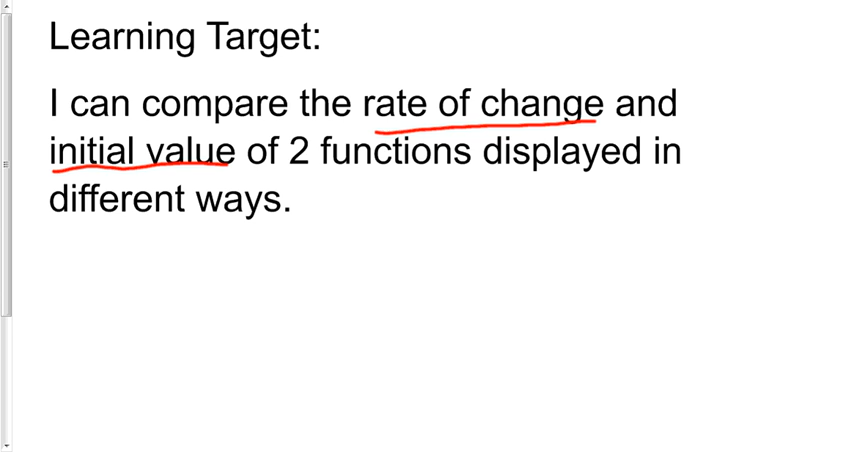 Learning Target:
I can compare the rate of change and
initial value of 2 functions displayed in
different ways.